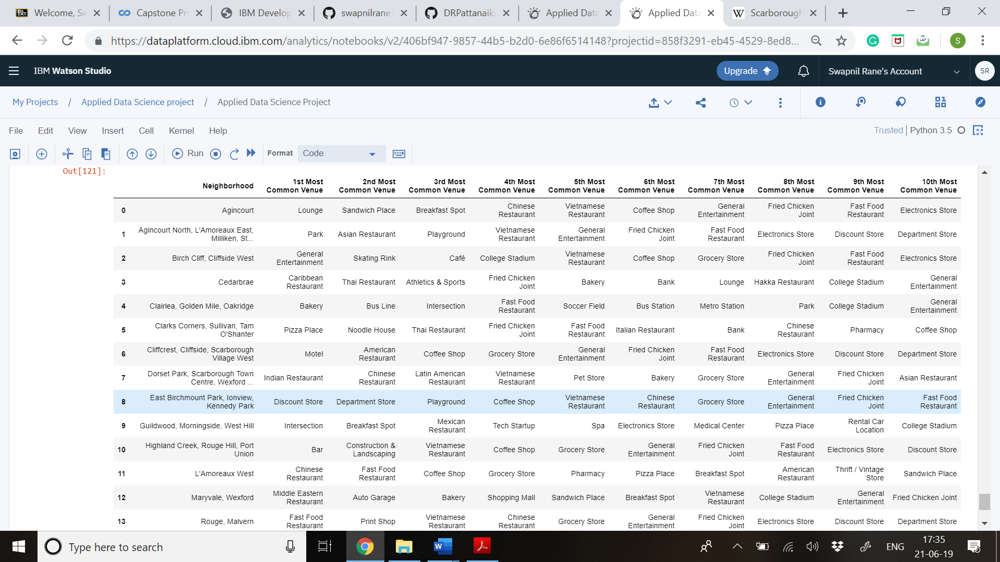 Welcome, Sw
Capstone Pro
IBM Develop
swapnilrane1
DRPattanaik/
Applied Data
Applied Data
Scarborough
https://dataplatform.cloud.ibm.com/analytics/notebooks/v2/406bf947-9857-44b5-b2d0-6e86f6514148?projectid=858f3291-eb45-4529-8ed8...
S
IBM Watson Studio
Upgrade
Swapnil Rane's Account
SR
My Projects / Applied Data Science project / Applied Data Science Project
File Edit View Insert Cell Kernel Help
Trusted | Python 3.5
Run
Format
Code
Out[121]:
Neighborhood 1st Most Common Venue 2nd Most Common Venue 3rd Most Common Venue 4th Most Common Venue 5th Most Common Venue 6th Most Common Venue 7th Most Common Venue 8th Most Common Venue 9th Most Common Venue 10th Most Common Venue
0 Agincourt Lounge Sandwich Place Breakfast Spot Chinese Restaurant Vietnamese Restaurant Coffee Shop General Entertainment Fried Chicken Joint Fast Food Restaurant Electronics Store
1 Agincourt North, L'Amoreaux East, Milliken, St... Park Asian Restaurant Playground Vietnamese Restaurant General Entertainment Fried Chicken Joint Fast Food Restaurant Electronics Store Discount Store Department Store
2 Birch Cliff, Cliffside West General Entertainment Skating Rink Café College Stadium Vietnamese Restaurant Coffee Shop Grocery Store Fried Chicken Joint Fast Food Restaurant Electronics Store
3 Cedarbrae Caribbean Restaurant Thai Restaurant Athletics & Sports Fried Chicken Joint Bakery Bank Lounge Hakka Restaurant College Stadium General Entertainment
4 Clairlea, Golden Mile, Oakridge Bakery Bus Line Intersection Fast Food Restaurant Soccer Field Bus Station Metro Station Park College Stadium General Entertainment
5 Clarks Corners, Sullivan, Tam O'Shanter Pizza Place Noodle House Thai Restaurant Fried Chicken Joint Fast Food Restaurant Italian Restaurant Bank Chinese Restaurant Pharmacy Coffee Shop
6 Cliffcrest, Cliffside, Scarborough Village West Motel American Restaurant Coffee Shop Grocery Store General Entertainment Fried Chicken Joint Fast Food Restaurant Electronics Store Discount Store Department Store
7 Dorset Park, Scarborough Town Centre, Wexford ... Indian Restaurant Chinese Restaurant Latin American Restaurant Vietnamese Restaurant Pet Store Bakery Grocery Store General Entertainment Fried Chicken Joint Asian Restaurant
8 East Birchmount Park, Ionview, Kennedy Park Discount Store Department Store Playground Coffee Shop Vietnamese Restaurant Chinese Restaurant Grocery Store General Entertainment Fried Chicken Joint Fast Food Restaurant
9 Guildwood, Morningside, West Hill Intersection Breakfast Spot Mexican Restaurant Tech Startup Spa Electronics Store Medical Center Pizza Place Rental Car Location College Stadium
10 Highland Creek, Rouge Hill, Port Union Bar Construction & Landscaping Vietnamese Restaurant Coffee Shop Grocery Store General Entertainment Fried Chicken Joint Fast Food Restaurant Electronics Store Discount Store
11 L'Amoreaux West Chinese Restaurant Fast Food Restaurant Coffee Shop Grocery Store Pharmacy Pizza Place Breakfast Spot American Restaurant Thrift / Vintage Store Sandwich Place
12 Maryvale, Wexford Middle Eastern Restaurant Auto Garage Bakery Shopping Mall Sandwich Place Breakfast Spot Vietnamese Restaurant College Stadium General Entertainment Fried Chicken Joint
13 Rouge, Malvern Fast Food Restaurant Print Shop Vietnamese Restaurant Chinese Restaurant Grocery Store General Entertainment Fried Chicken Joint Electronics Store Discount Store Department Store
Type here to search
ENG
17:35
21-06-19